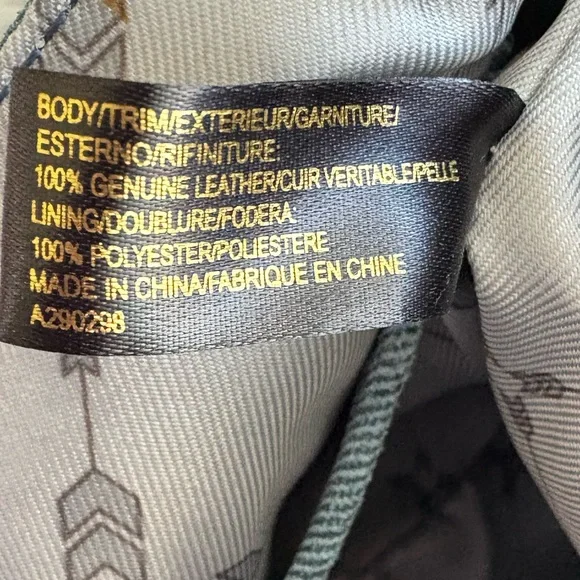 BODY/TRIM/EXTERIEUR/GARNITURE/
ESTERNO/RIFINITURE:
100% GENUINE LEATHER/CUIR VERITABLE/PELLE
LINING/DOUBLURE/FODERA:
100% POLYESTER/POLIESTERE
MADE IN CHINA/FABRIQUE EN CHINE
A290298